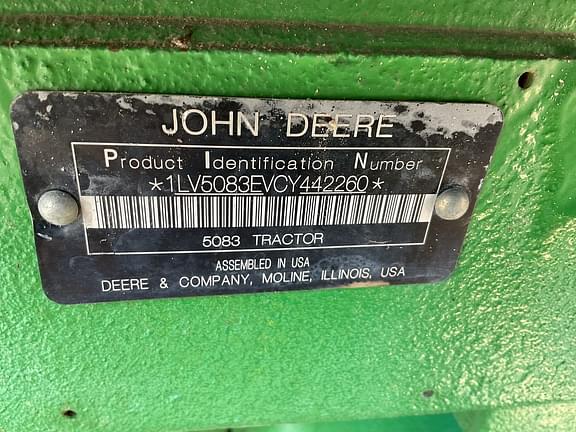 JOHN DEERE
Product Identification Number
*1LV5083EVCY442260*
5083 TRACTOR
ASSEMBLED IN USA
DEERE & COMPANY, MOLINE, ILLINOIS, USA